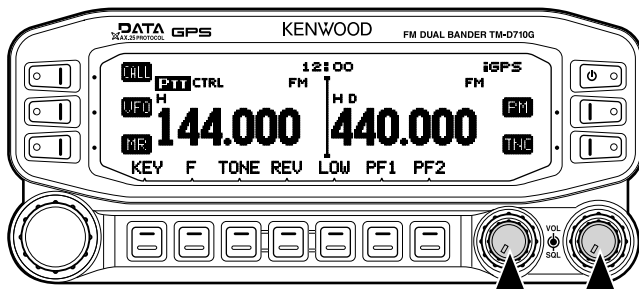 DATA GPS KENWOOD FM DUAL BANDER TM-D710G
AX.25 PROTOCOL
CALL 12:00 iGPS
PTT CTRL FM FM
VFO H H D PM
MR 144.000 440.000 TNC
KEY F TONE REV LOW PF1 PF2
VOL
SQL